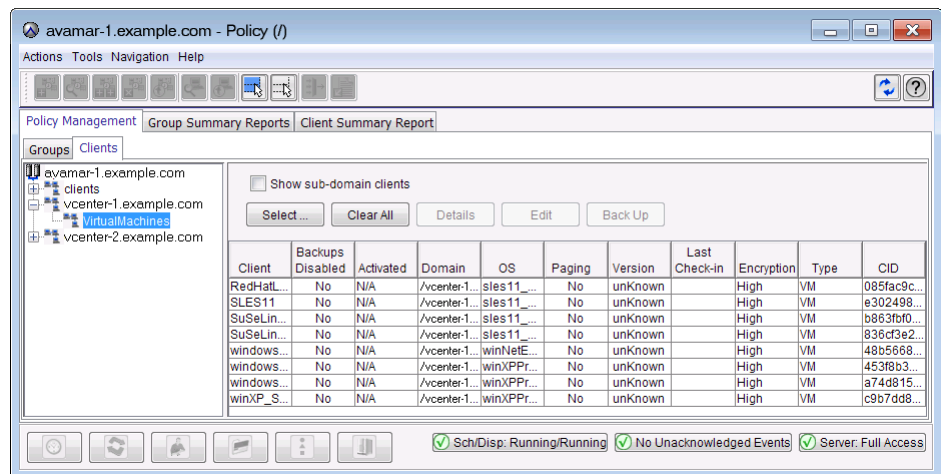 avamar-1.example.com - Policy (/)
Actions Tools Navigation Help
Policy Management Group Summary Reports Client Summary Report
Groups Clients
avamar-1.example.com
clients
vcenter-1.example.com
VirtualMachines
vcenter-2.example.com
Show sub-domain clients
Select ... Clear All Details Edit Back Up
Client Backups Disabled Activated Domain OS Paging Version Last Check-in Encryption Type CID
RedHatL... No N/A /vcenter-1... sles11_... No unKnown High VM 085fac9c...
SLES11 No N/A /vcenter-1... sles11_... No unKnown High VM e302498...
SuSeLin... No N/A /vcenter-1... sles11_... No unKnown High VM b863fbf0...
SuSeLin... No N/A /vcenter-1... sles11_... No unKnown High VM 836cf3e2...
windows... No N/A /vcenter-1... winNetE... No unKnown High VM 48b5668...
windows... No N/A /vcenter-1... winXPPr... No unKnown High VM 453f8b3...
windows... No N/A /vcenter-1... winXPPr... No unKnown High VM a74d815...
winXP_S... No N/A /vcenter-1... winXPPr... No unKnown High VM c9b7dd8...
Sch/Disp: Running/Running No Unacknowledged Events Server: Full Access